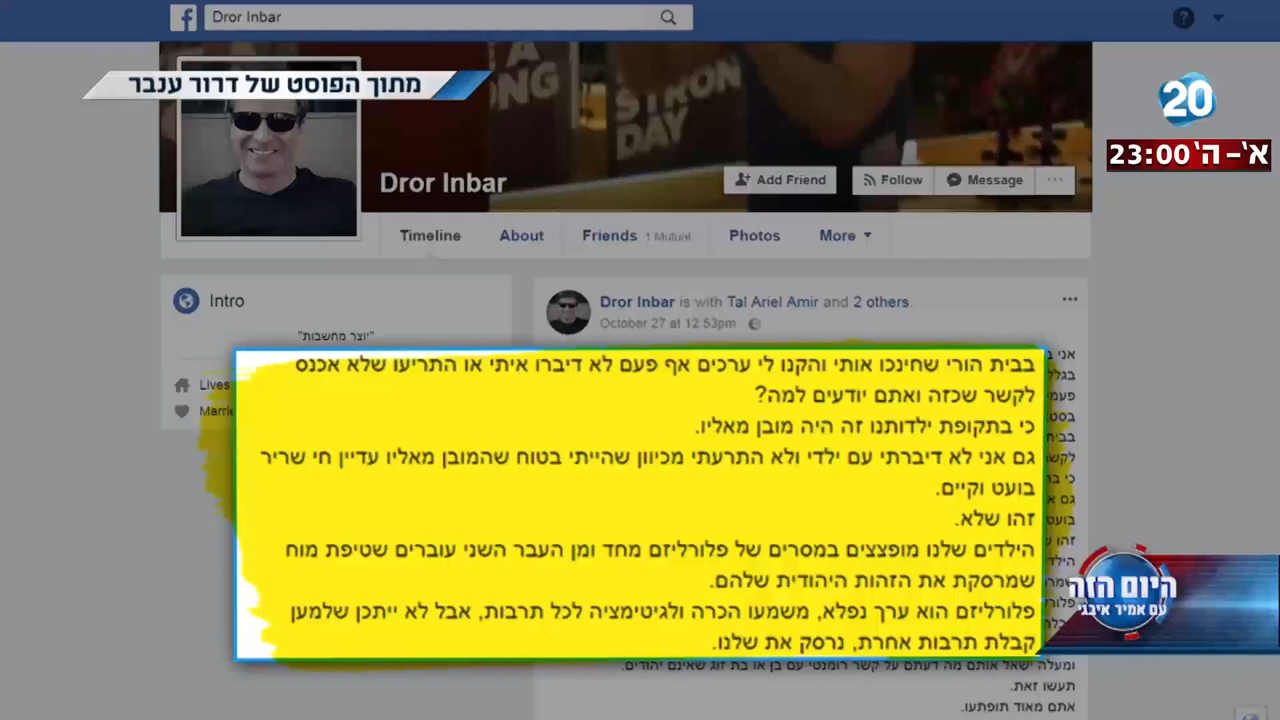 Dror Inbar
?
מתוך הפוסט של דרור ענבר
20
א'-ה' 23:00
STRONG
DAY
Dror Inbar
Add Friend
Follow
Message
Timeline
About
Friends 1 Mutual
Photos
More
Intro
"יוצר מחשבות"
Lives
Dror Inbar is with Tal Ariel Amir and 2 others.
October 27 at 12:53pm
בבית הורי שחינכו אותי והקנו לי ערכים אף פעם לא דיברו איתי או התריעו שלא אכנס
לקשר שכזה ואתם יודעים למה?
כי בתקופת ילדותנו זה היה מובן מאליו.
גם אני לא דיברתי עם ילדי ולא התרעתי מכיוון שהייתי בטוח שהמובן מאליו עדיין חי שריר
בועט וקיים.
זהו שלא.
הילדים שלנו מופצצים במסרים של פלורליזם מחד ומן העבר השני עוברים שטיפת מוח
שמרסקת את הזהות היהודית שלהם.
פלורליזם הוא ערך נפלא, משמעו הכרה ולגיטימציה לכל תרבות, אבל לא ייתכן שלמען
קבלת תרבות אחרת, נרסק את שלנו.
היום הזה
עם אמיר איבגי
ומעלה ישאל אותם מה דעתם על קשר רומנטי עם בן או בת זוג שאינם יהודים.
תעשו זאת.
אתם מאוד תופתעו.